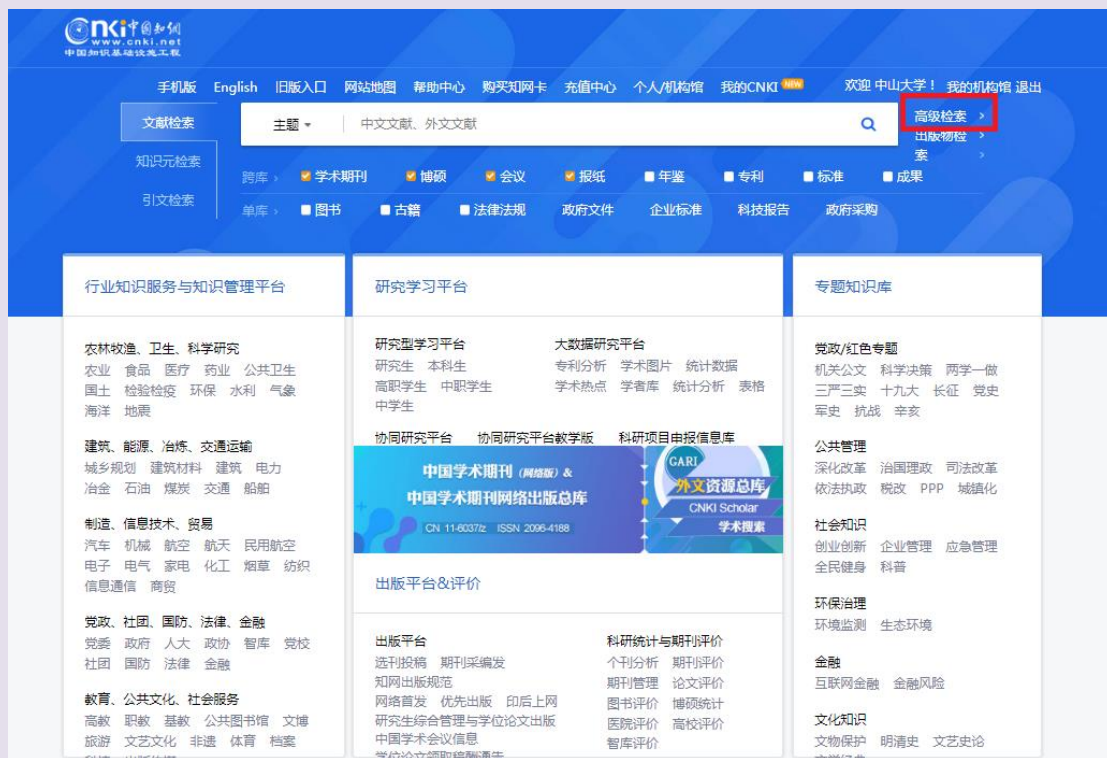 CNKi中国知网
www.cnki.net
中国知识基础设施工程
手机版 English 旧版入口 网站地图 帮助中心 购买知网卡 充值中心 个人/机构馆 我的CNKI NEW 欢迎 中山大学！ 我的机构馆 退出
文献检索 主题 中文文献、外文文献 高级检索 >
出版物检 >
知识元检索 索 >
跨库 > 学术期刊 博硕 会议 报纸 年鉴 专利 标准 成果
引文检索
单库 > 图书 古籍 法律法规 政府文件 企业标准 科技报告 政府采购
行业知识服务与知识管理平台
农林牧渔、卫生、科学研究
农业 食品 医疗 药业 公共卫生
国土 检验检疫 环保 水利 气象
海洋 地震
建筑、能源、冶炼、交通运输
城乡规划 建筑材料 建筑 电力
冶金 石油 煤炭 交通 船舶
制造、信息技术、贸易
汽车 机械 航空 航天 民用航空
电子 电气 家电 化工 烟草 纺织
信息通信 商贸
党政、社团、国防、法律、金融
党委 政府 人大 政协 智库 党校
社团 国防 法律 金融
教育、公共文化、社会服务
高教 职教 基教 公共图书馆 文博
旅游 文艺文化 非遗 体育 档案
研究学习平台
研究型学习平台
研究生 本科生
高职学生 中职学生
中学生
大数据研究平台
专利分析 学术图片 统计数据
学术热点 学者库 统计分析 表格
协同研究平台 协同研究平台教学版 科研项目申报信息库
中国学术期刊（网络版）&
中国学术期刊网络出版总库
CN 11-6037/z ISSN 2096-4188
GARI
外文资源总库
CNKI Scholar
学术搜索
出版平台&评价
出版平台
选刊投稿 期刊采编发
知网出版规范
网络首发 优先出版 印后上网
研究生综合管理与学位论文出版
中国学术会议信息
学位论文领取稿酬通告
科研统计与期刊评价
个刊分析 期刊评价
期刊管理 论文评价
图书评价 博硕统计
医院评价 高校评价
智库评价
专题知识库
党政/红色专题
机关公文 科学决策 两学一做
三严三实 十九大 长征 党史
军史 抗战 辛亥
公共管理
深化改革 治国理政 司法改革
依法执政 税改 PPP 城镇化
社会知识
创业创新 企业管理 应急管理
全民健身 科普
环保治理
环境监测 生态环境
金融
互联网金融 金融风险
文化知识
文物保护 明清史 文艺史论